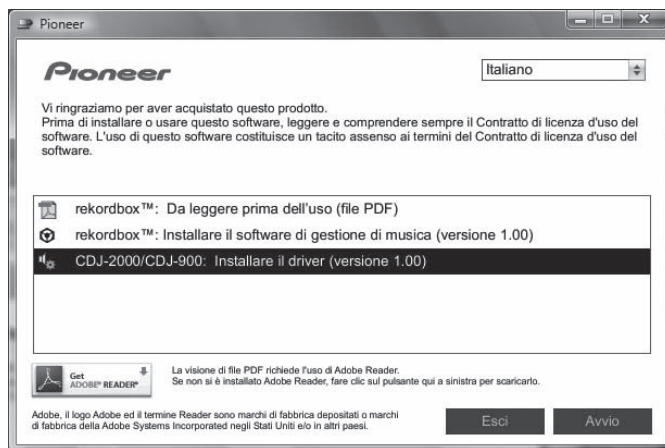 Pioneer
Pioneer
Italiano
Vi ringraziamo per aver acquistato questo prodotto.
Prima di installare o usare questo software, leggere e comprendere sempre il Contratto di licenza d'uso del
software. L'uso di questo software costituisce un tacito assenso ai termini del Contratto di licenza d'uso del
software.
rekordbox™: Da leggere prima dell'uso (file PDF)
rekordbox™: Installare il software di gestione di musica (versione 1.00)
CDJ-2000/CDJ-900: Installare il driver (versione 1.00)
Get
ADOBE® READER®
La visione di file PDF richiede l'uso di Adobe Reader.
Se non si è installato Adobe Reader, fare clic sul pulsante qui a sinistra per scaricarlo.
Adobe, il logo Adobe ed il termine Reader sono marchi di fabbrica depositati o marchi
di fabbrica della Adobe Systems Incorporated negli Stati Uniti e/o in altri paesi.
Esci
Avvio